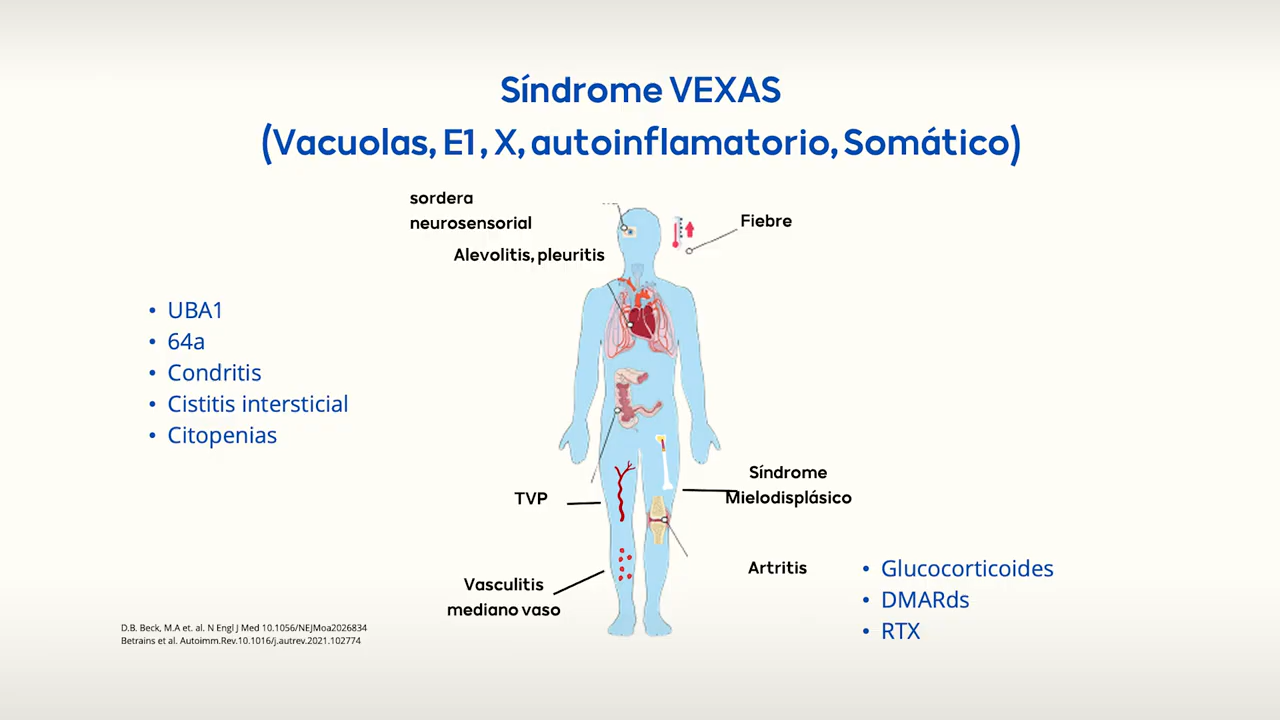 Síndrome VEXAS
(Vacuolas, E1, X, autoinflamatorio, Somático)
sordera
neurosensorial
Fiebre
Alevolitis, pleuritis
• UBA1
• 64a
• Condritis
• Cistitis intersticial
• Citopenias
Síndrome
Mielodisplásico
TVP
Artritis
Vasculitis
mediano vaso
• Glucocorticoides
• DMARds
• RTX
D.B. Beck, M.A et. al. N Engl J Med 10.1056/NEJMoa2026834
Betrains et al. Autoimm.Rev.10.1016/j.autrev.2021.102774